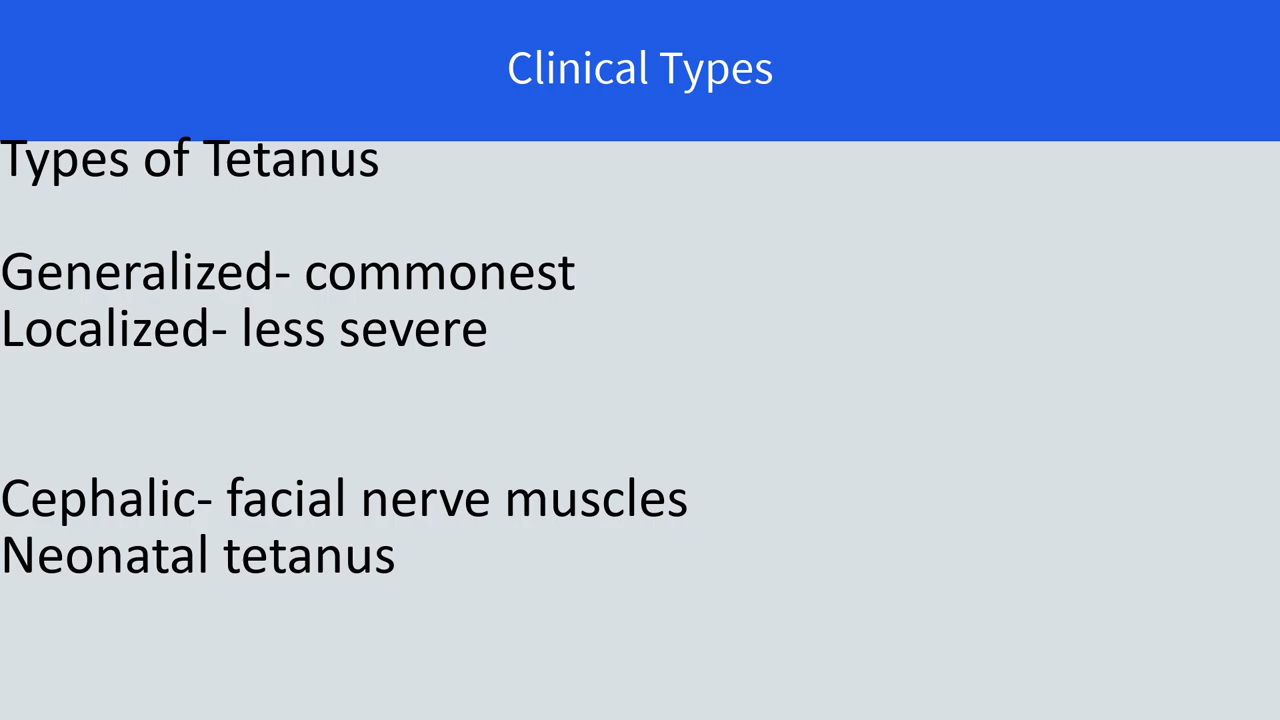 Clinical Types
Types of Tetanus
Generalized- commonest
Localized- less severe
Cephalic- facial nerve muscles
Neonatal tetanus